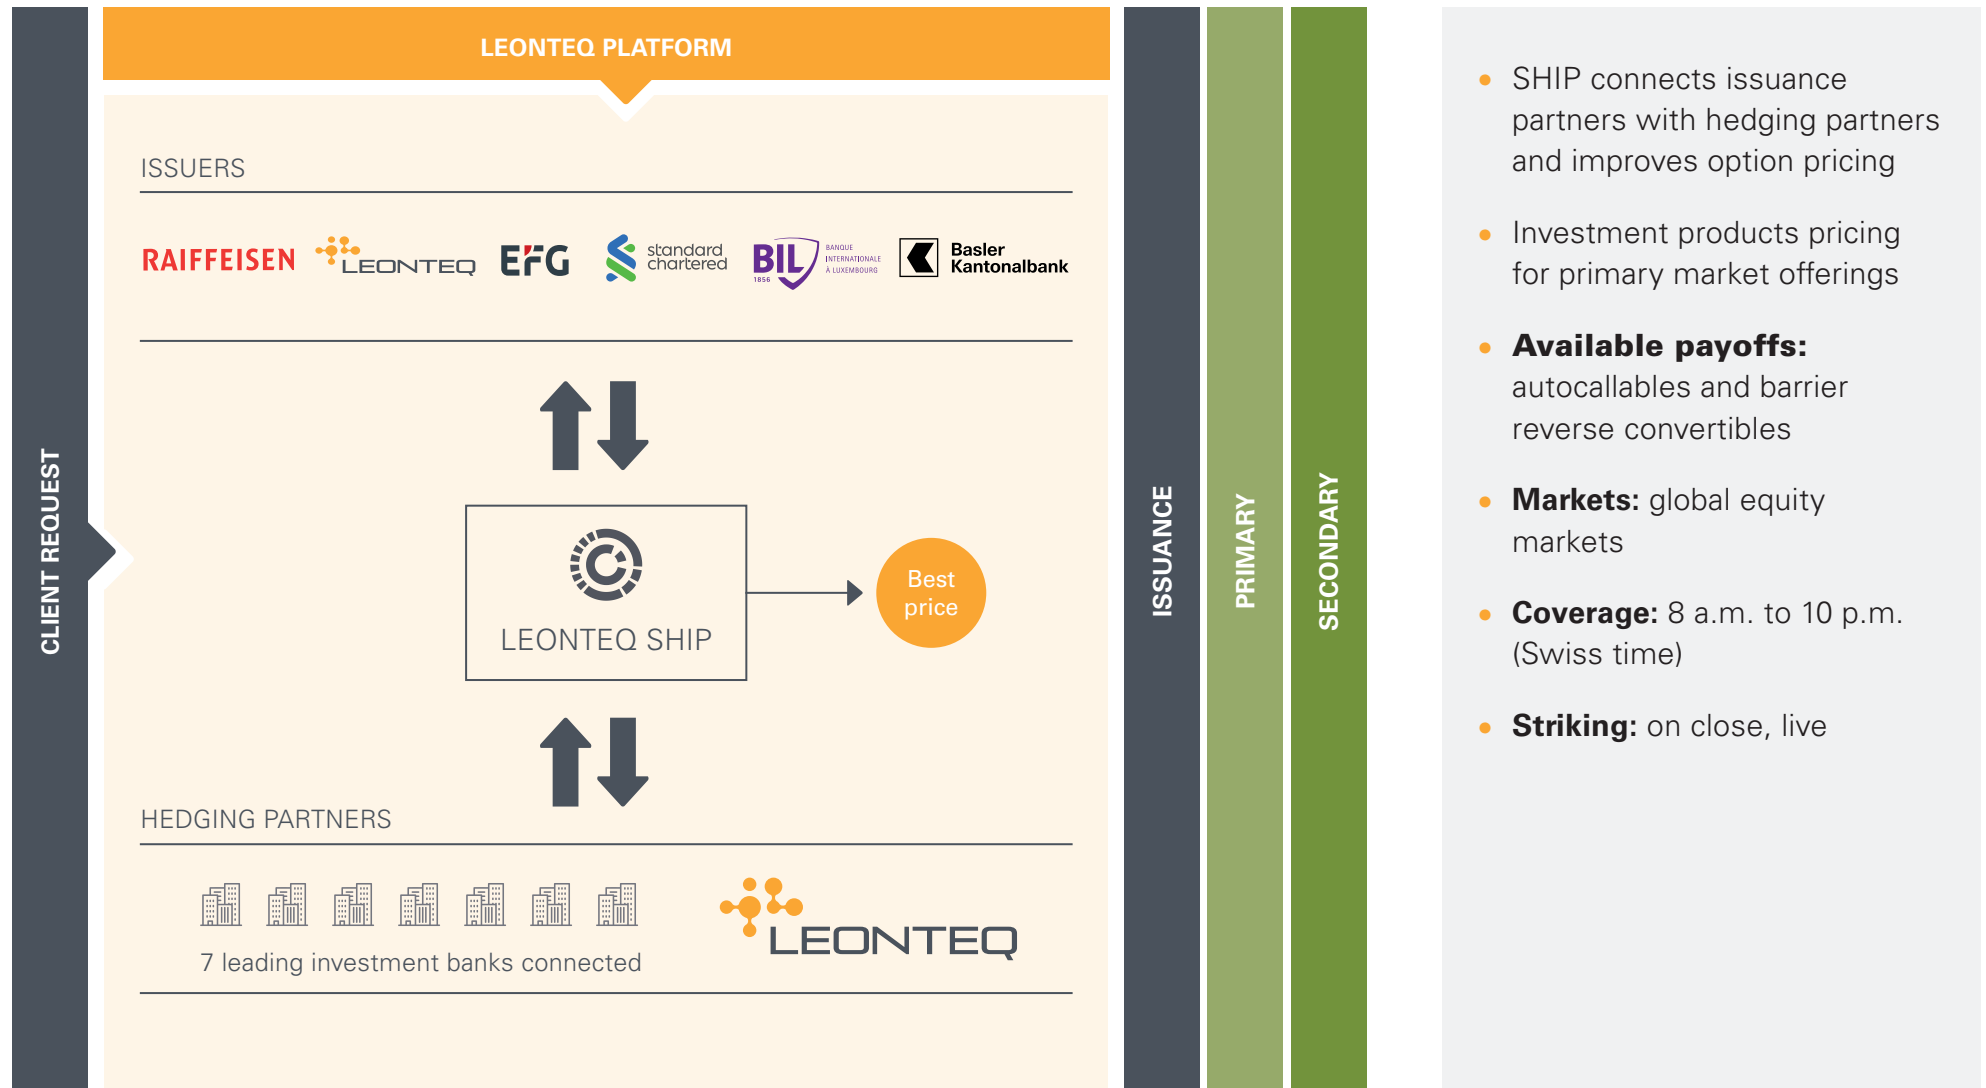 CLIENT REQUEST
LEONTEQ PLATFORM
ISSUERS
RAIFFEISEN
LEONTEQ
EFG
standard
chartered
BIL
1856
BANQUE
INTERNATIONALE
À LUXEMBOURG
Basler
Kantonalbank
LEONTEQ SHIP
Best
price
HEDGING PARTNERS
7 leading investment banks connected
LEONTEQ
ISSUANCE
PRIMARY
SECONDARY
• SHIP connects issuance
partners with hedging partners
and improves option pricing
• Investment products pricing
for primary market offerings
• Available payoffs:
autocallables and barrier
reverse convertibles
• Markets: global equity
markets
• Coverage: 8 a.m. to 10 p.m.
(Swiss time)
• Striking: on close, live